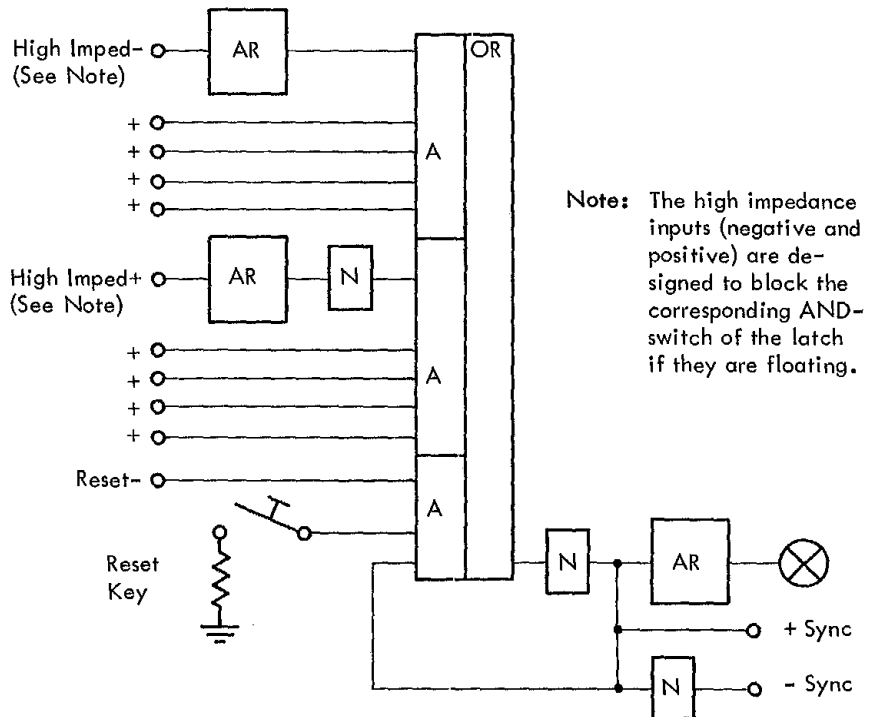 High Imped-
(See Note)
AR
OR
+
+
+
+
A
Note: The high impedance
inputs (negative and
positive) are de-
signed to block the
corresponding AND-
switch of the latch
if they are floating.
High Imped+
(See Note)
AR
N
+
+
+
+
A
Reset-
A
Reset
Key
N
AR
+ Sync
N
- Sync